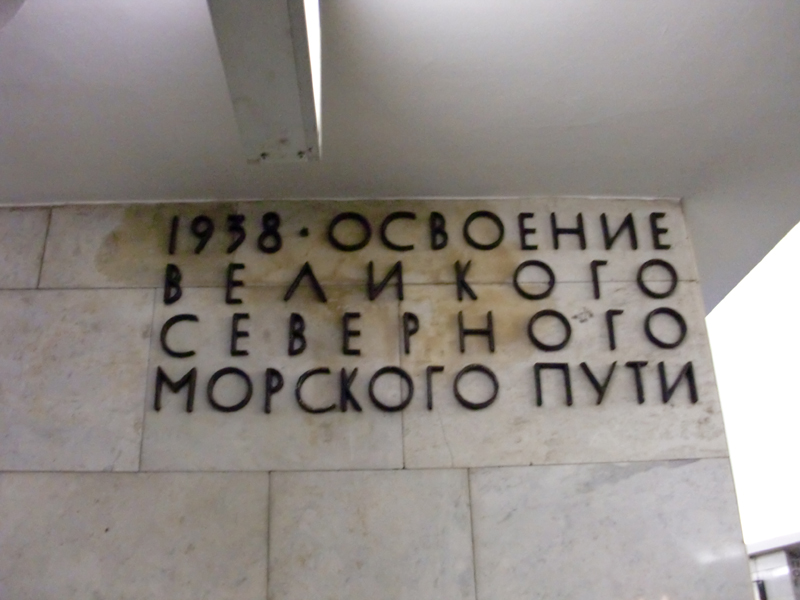 1938·ОСВОЕНИЕ
ВЕЛИКОГО
СЕВЕРНОГО
МОРСКОГО ПУТИ